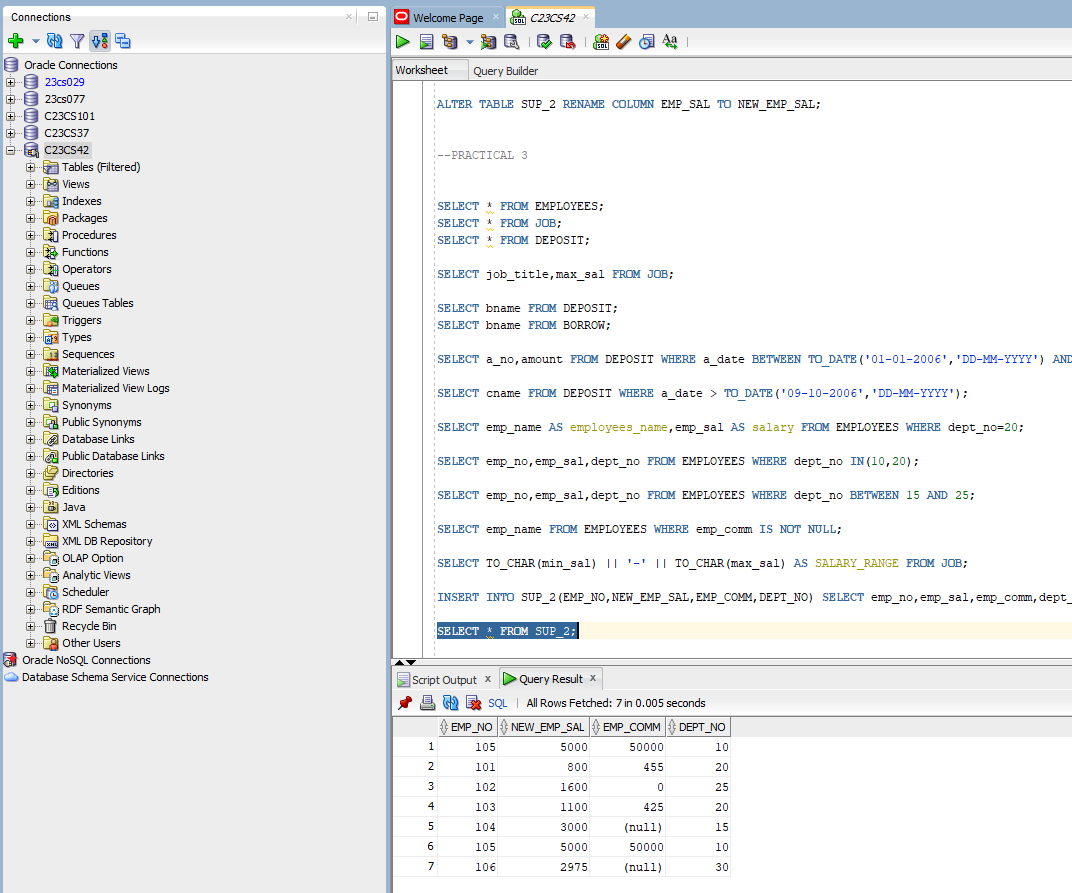 Connections
Oracle Connections
23cs029
23cs077
C23CS101
C23CS37
C23CS42
Tables (Filtered)
Views
Indexes
Packages
Procedures
Functions
Operators
Queues
Queues Tables
Triggers
Types
Sequences
Materialized Views
Materialized View Logs
Synonyms
Public Synonyms
Database Links
Public Database Links
Directories
Editions
Java
XML Schemas
XML DB Repository
OLAP Option
Analytic Views
Scheduler
RDF Semantic Graph
Recycle Bin
Other Users
Oracle NoSQL Connections
Database Schema Service Connections
Welcome Page C23CS42
Worksheet Query Builder
ALTER TABLE SUP_2 RENAME COLUMN EMP_SAL TO NEW_EMP_SAL;
--PRACTICAL 3
SELECT * FROM EMPLOYEES;
SELECT * FROM JOB;
SELECT * FROM DEPOSIT;
SELECT job_title,max_sal FROM JOB;
SELECT bname FROM DEPOSIT;
SELECT bname FROM BORROW;
SELECT a_no,amount FROM DEPOSIT WHERE a_date BETWEEN TO_DATE('01-01-2006','DD-MM-YYYY') AND
SELECT cname FROM DEPOSIT WHERE a_date > TO_DATE('09-10-2006','DD-MM-YYYY');
SELECT emp_name AS employees_name,emp_sal AS salary FROM EMPLOYEES WHERE dept_no=20;
SELECT emp_no,emp_sal,dept_no FROM EMPLOYEES WHERE dept_no IN(10,20);
SELECT emp_no,emp_sal,dept_no FROM EMPLOYEES WHERE dept_no BETWEEN 15 AND 25;
SELECT emp_name FROM EMPLOYEES WHERE emp_comm IS NOT NULL;
SELECT TO_CHAR(min_sal) || '-' || TO_CHAR(max_sal) AS SALARY_RANGE FROM JOB;
INSERT INTO SUP_2(EMP_NO,NEW_EMP_SAL,EMP_COMM,DEPT_NO) SELECT emp_no,emp_sal,emp_comm,dept_
SELECT * FROM SUP_2;
Script Output x Query Result x
SQL | All Rows Fetched: 7 in 0.005 seconds
EMP_NO NEW_EMP_SAL EMP_COMM DEPT_NO
1 105 5000 50000 10
2 101 800 455 20
3 102 1600 0 25
4 103 1100 425 20
5 104 3000 (null) 15
6 105 5000 50000 10
7 106 2975 (null) 30